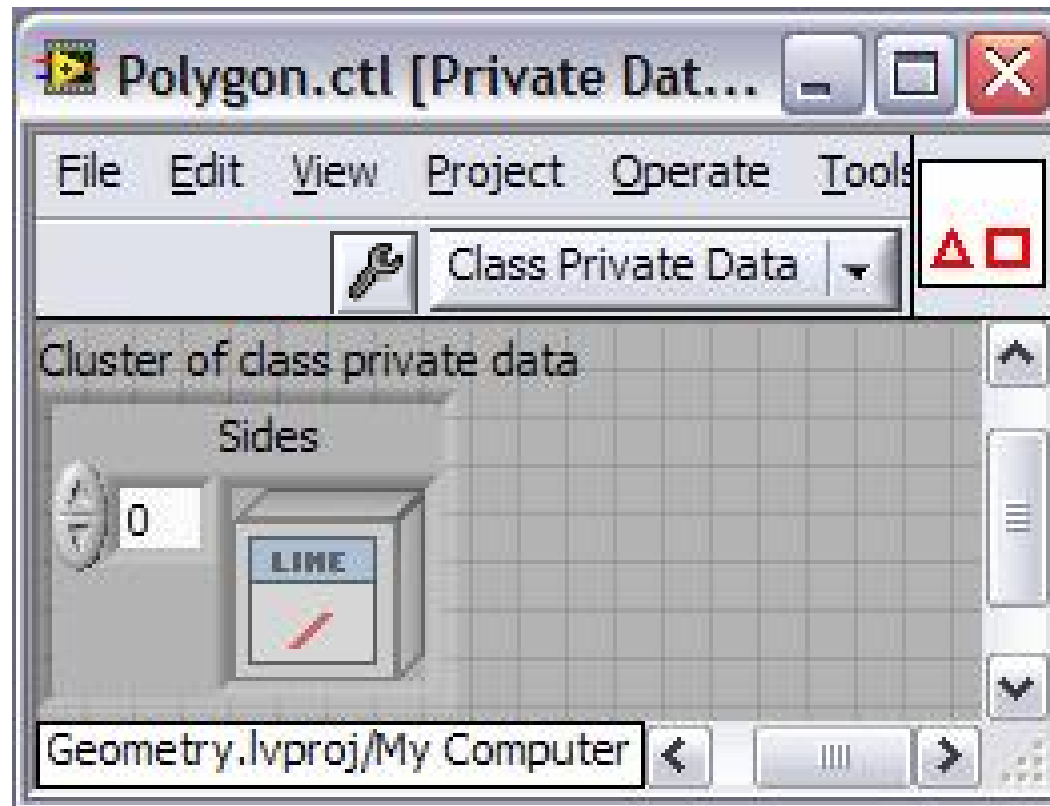 Polygon.ctl [Private Dat...
File Edit View Project Operate Tools
Class Private Data
Cluster of class private data
Sides
0
LINE
Geometry.lvproj/My Computer